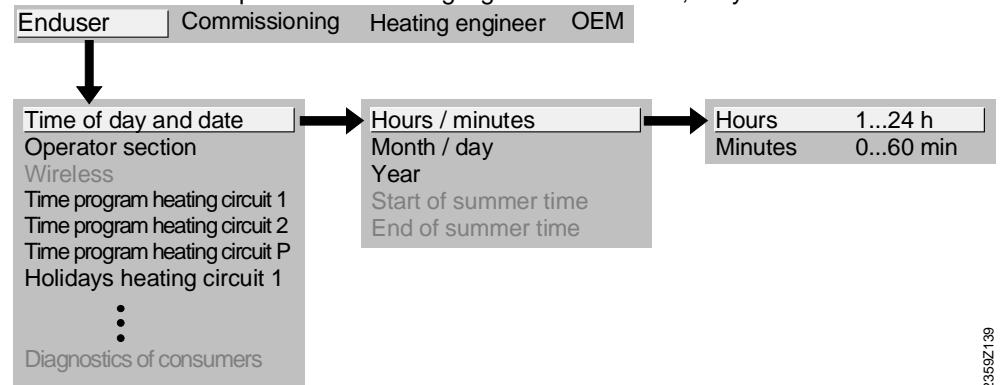 Enduser Commissioning Heating engineer OEM
Time of day and date
Operator section
Wireless
Time program heating circuit 1
Time program heating circuit 2
Time program heating circuit P
Holidays heating circuit 1
Diagnostics of consumers
Hours / minutes
Month / day
Year
Start of summer time
End of summer time
Hours 1...24 h
Minutes 0...60 min
2359Z139